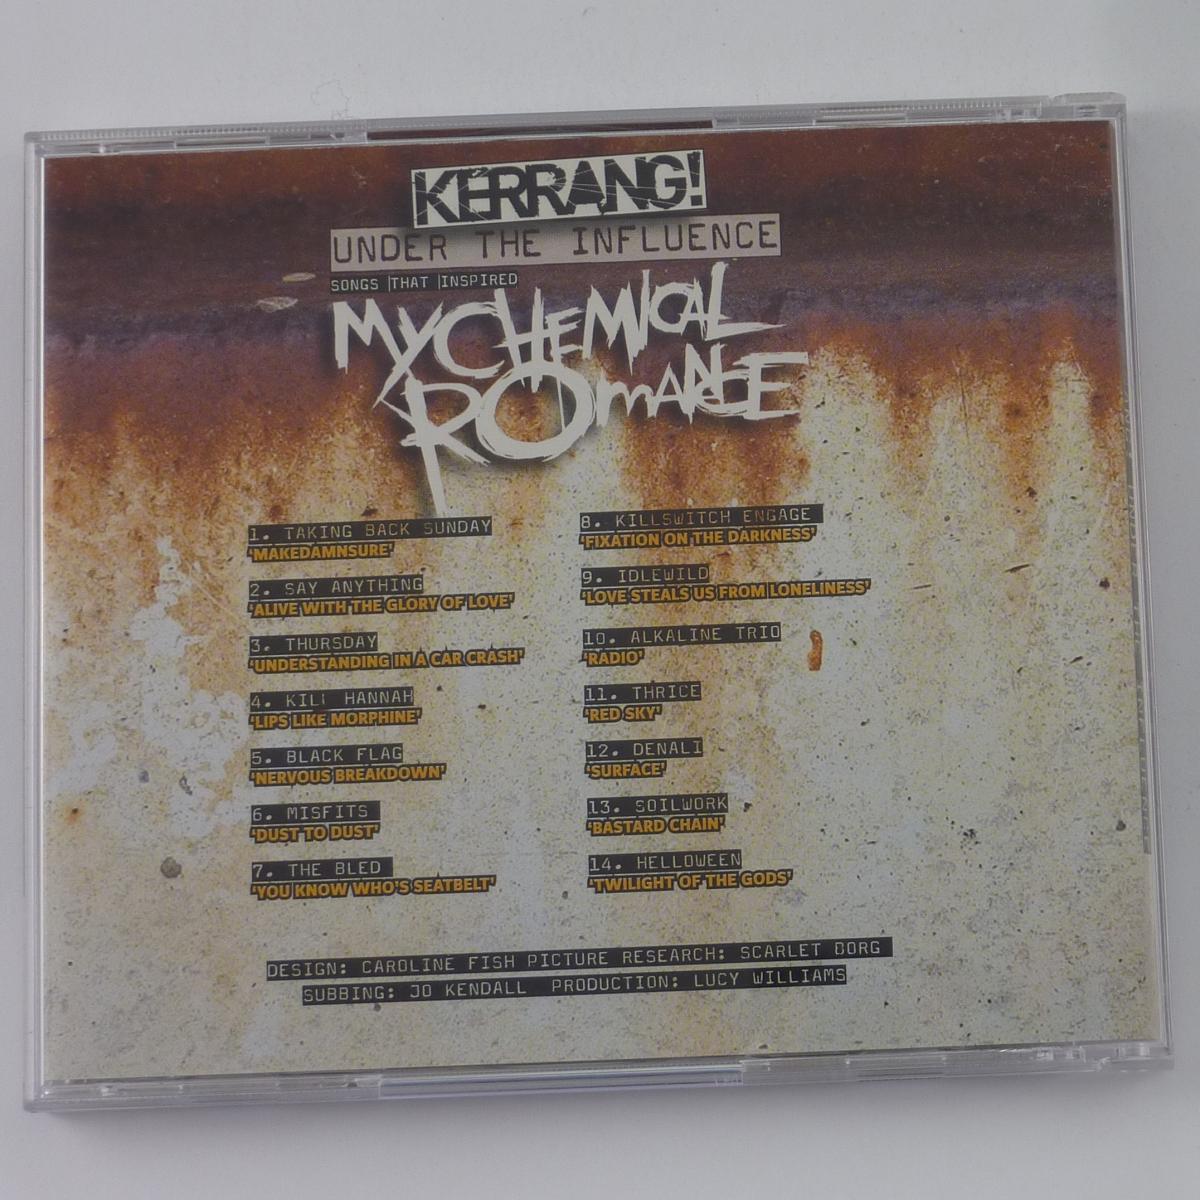 KERRANG!
UNDER THE INFLUENCE
SONGS THAT INSPIRED
MY CHEMICAL
ROMANCE
1. TAKING BACK SUNDAY
'MAKEDAMNSURE'
2. SAY ANYTHING
'ALIVE WITH THE GLORY OF LOVE'
3. THURSDAY
'UNDERSTANDING IN A CAR CRASH'
4. KILL HANNAH
'LIPS LIKE MORPHINE'
5. BLACK FLAG
'NERVOUS BREAKDOWN'
6. MISFITS
'DUST TO DUST'
7. THE BLED
'YOU KNOW WHO'S SEATBELT'
8. KILLSWITCH ENGAGE
'FIXATION ON THE DARKNESS'
9. IDLEWILD
'LOVE STEALS US FROM LONELINESS'
10. ALKALINE TRIO
'RADIO'
11. THRICE
'RED SKY'
12. DENALI
'SURFACE'
13. SOILWORK
'BASTARD CHAIN'
14. HELLOWEEN
'TWILIGHT OF THE GODS'
DESIGN: CAROLINE FISH PICTURE RESEARCH: SCARLET BORG
SUBBING: JO KENDALL PRODUCTION: LUCY WILLIAMS